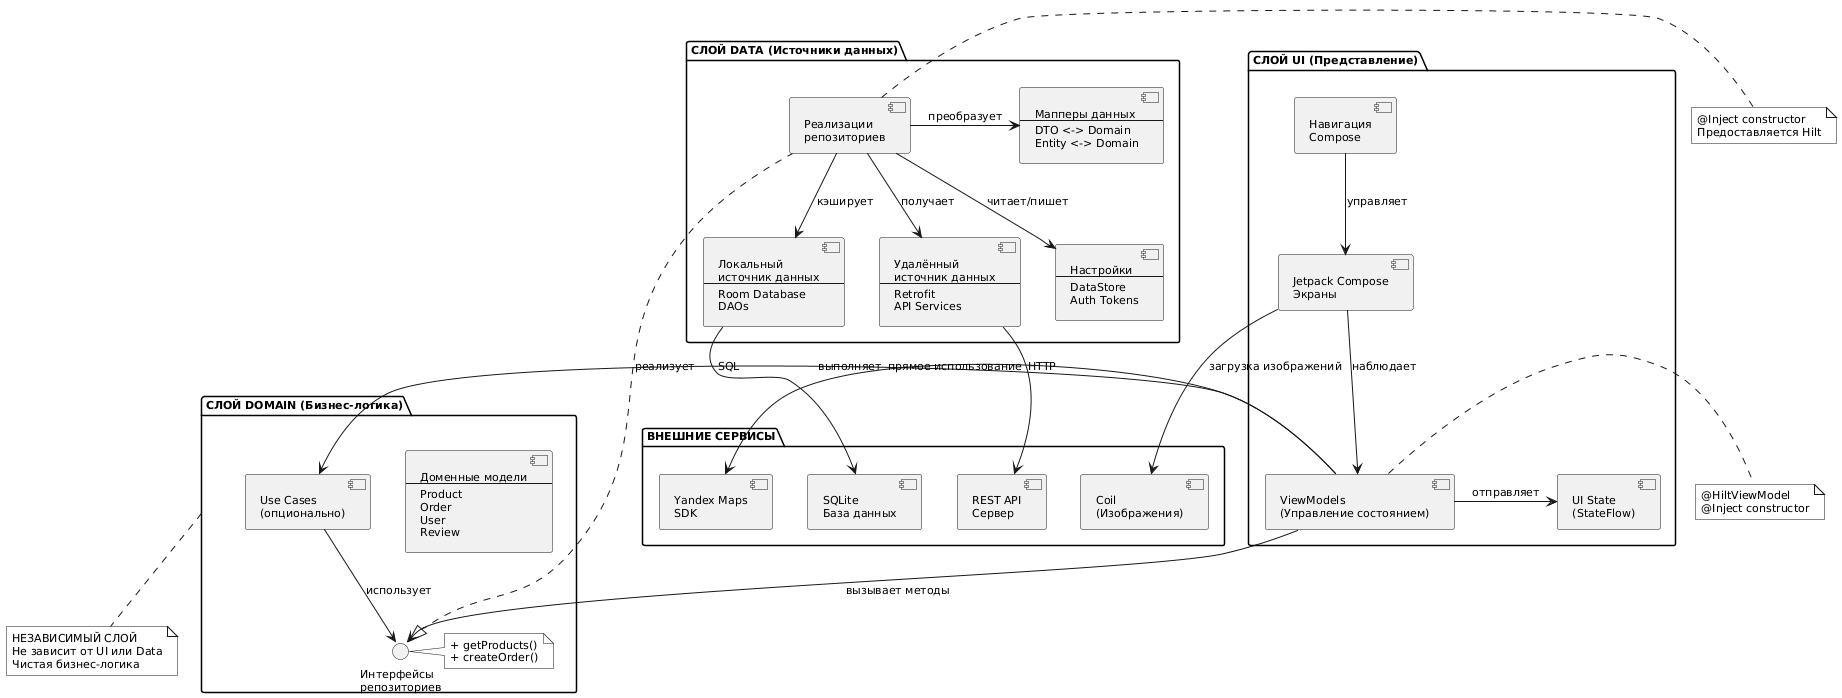 СЛОЙ DATA (Источники данных)
Реализации
репозиториев
преобразует
Мапперы данных
DTO <-> Domain
Entity <-> Domain
кэширует
получает
читает/пишет
Локальный
источник данных
Room Database
DAOs
Удалённый
источник данных
Retrofit
API Services
Настройки
DataStore
Auth Tokens
СЛОЙ UI (Представление)
Навигация
Compose
управляет
Jetpack Compose
Экраны
@Inject constructor
Предоставляется Hilt
реализует
SQL
выполняет
прямое использование
HTTP
загрузка изображений
наблюдает
СЛОЙ DOMAIN (Бизнес-логика)
Use Cases
(опционально)
Доменные модели
Product
Order
User
Review
использует
+ getProducts()
+ createOrder()
Интерфейсы
репозиториев
НЕЗАВИСИМЫЙ СЛОЙ
Не зависит от UI или Data
Чистая бизнес-логика
ВНЕШНИЕ СЕРВИСЫ
Yandex Maps
SDK
SQLite
База данных
REST API
Сервер
Coil
(Изображения)
ViewModels
(Управление состоянием)
отправляет
UI State
(StateFlow)
@HiltViewModel
@Inject constructor
вызывает методы